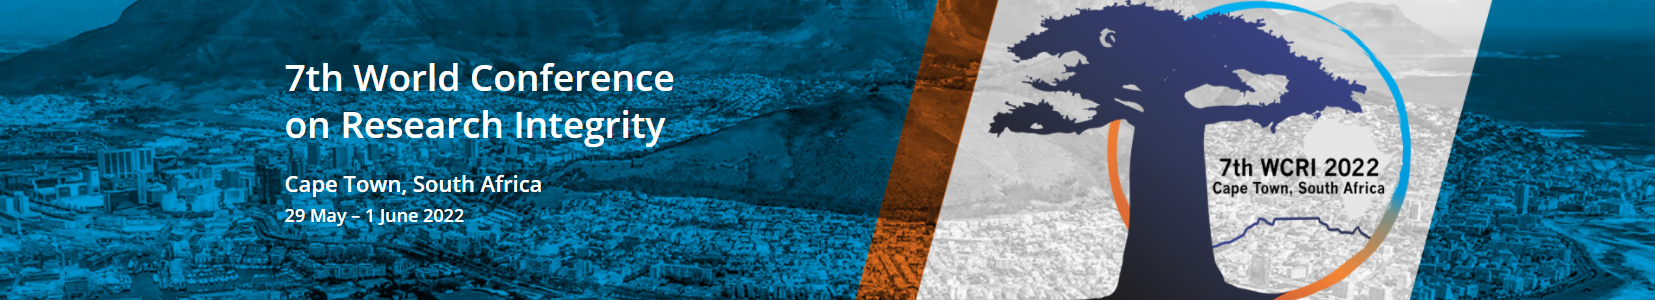 7th World Conference
on Research Integrity
Cape Town, South Africa
29 May – 1 June 2022
7th WCRI 2022
Cape Town, South Africa